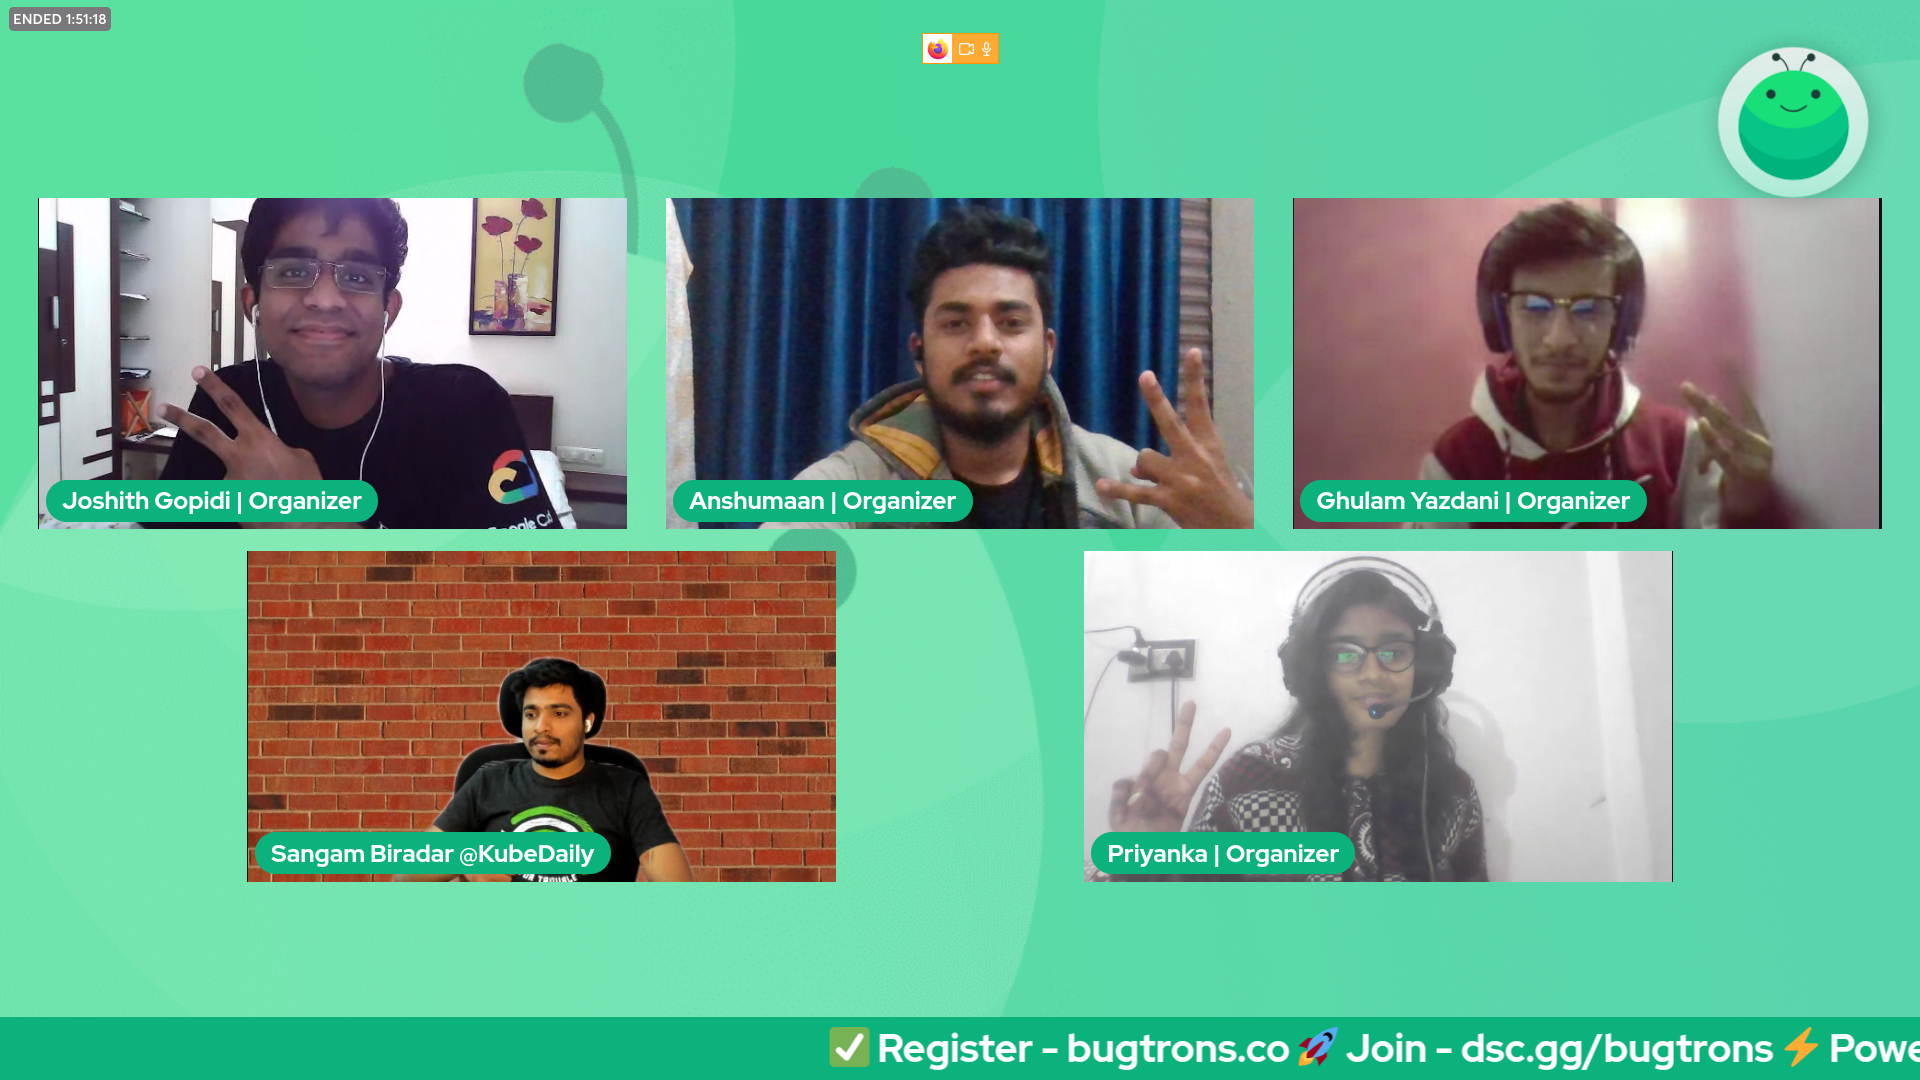 ENDED 1:51:18
Joshith Gopidi | Organizer
Anshumaan | Organizer
Ghulam Yazdani | Organizer
Sangam Biradar @KubeDaily
Priyanka | Organizer
✅ Register - bugtrons.co 🚀 Join - dsc.gg/bugtrons ⚡ Powe